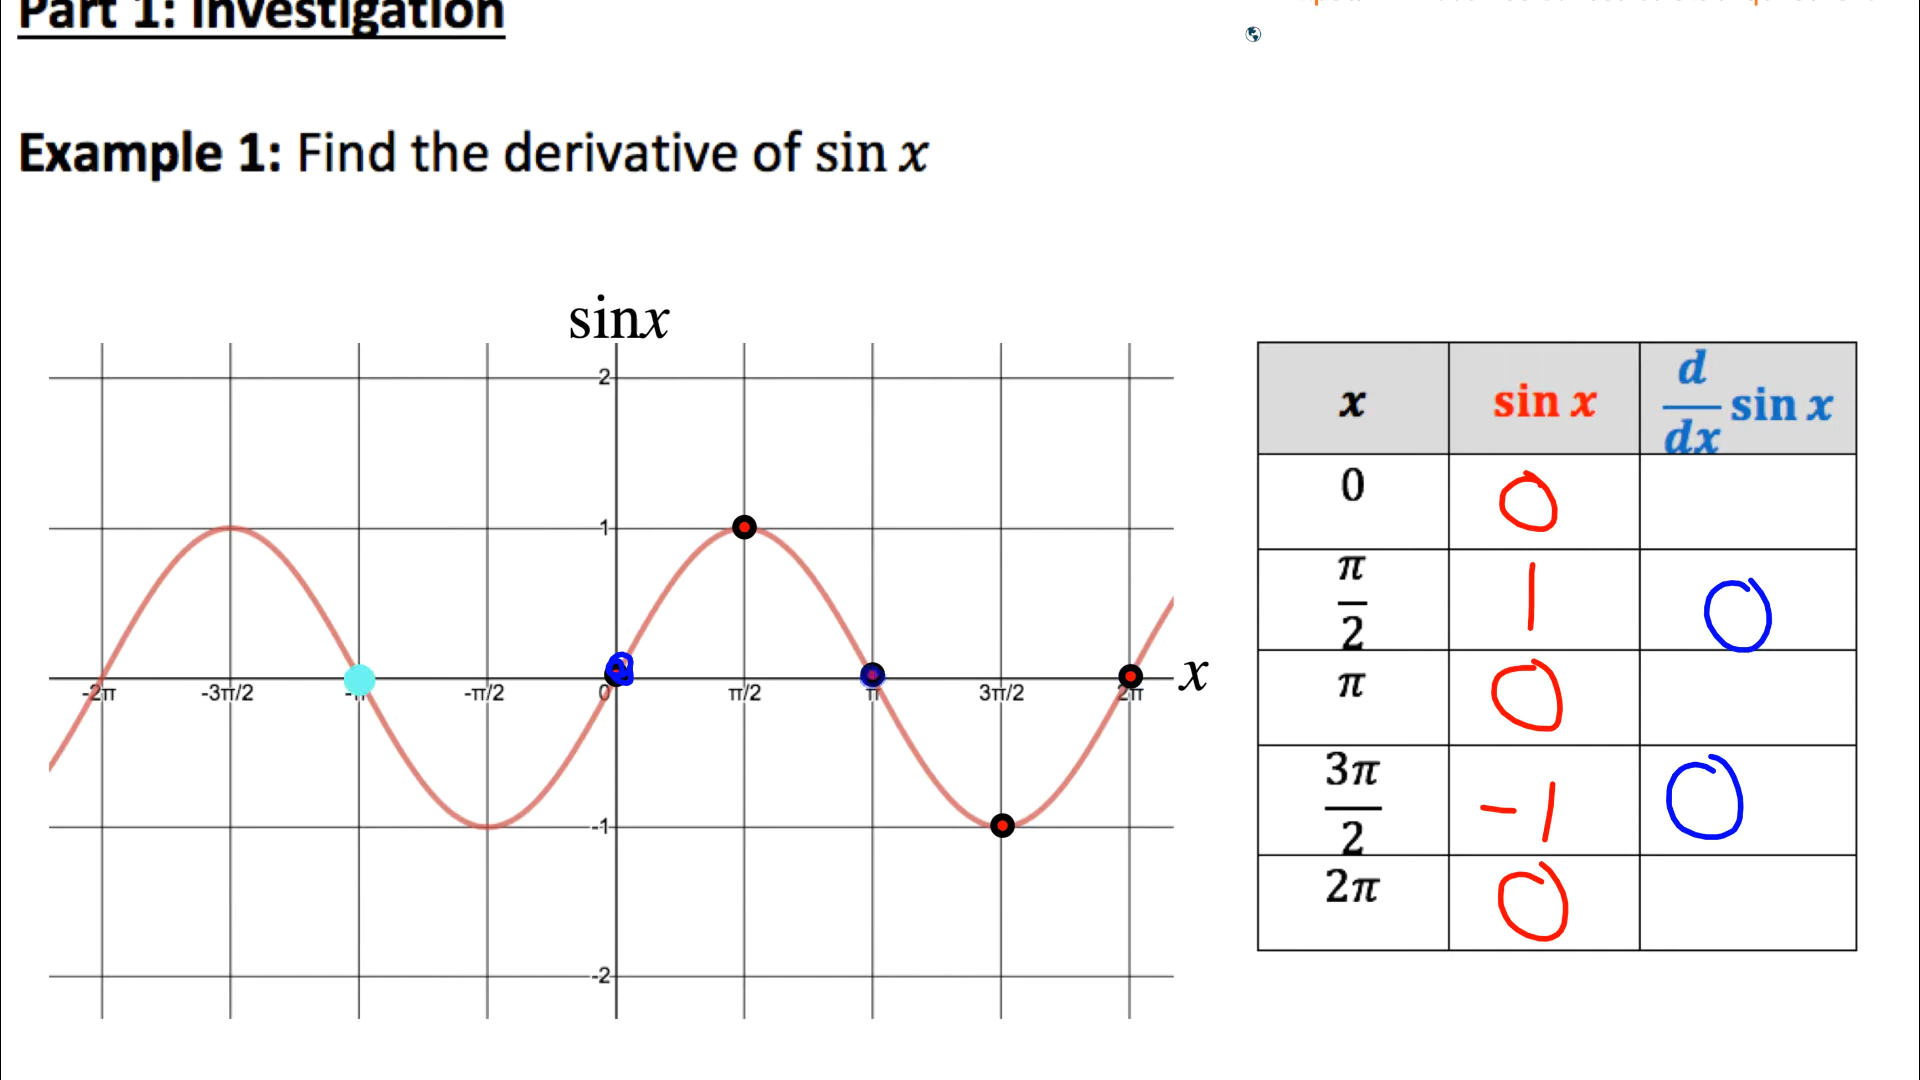 Part 1: Investigation
Example 1: Find the derivative of sin x
sinx
2
1
-2π -3π/2 -π -π/2 0 π/2 π 3π/2 2π x
-1
-2
x sin x d/dx sin x
0 0
π/2 1 0
π 0
3π/2 -1 0
2π 0